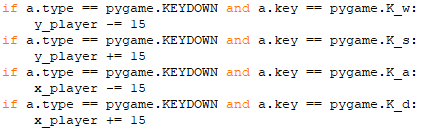 if a.type == pygame.KEYDOWN and a.key == pygame.K_w:
    y_player -= 15
if a.type == pygame.KEYDOWN and a.key == pygame.K_s:
    y_player += 15
if a.type == pygame.KEYDOWN and a.key == pygame.K_a:
    x_player -= 15
if a.type == pygame.KEYDOWN and a.key == pygame.K_d:
    x_player += 15